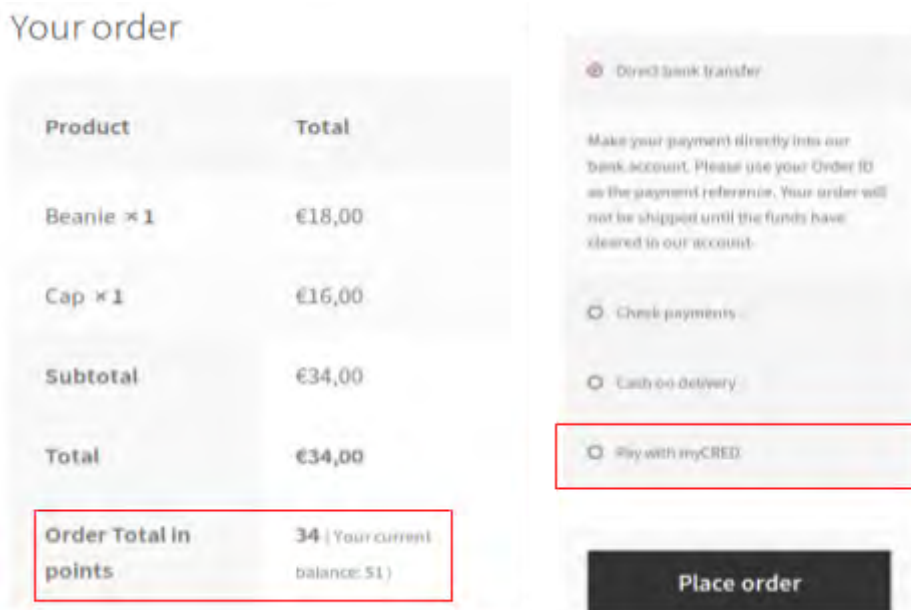 Your order
Product Total
Beanie × 1 €18,00
Cap × 1 €16,00
Subtotal €34,00
Total €34,00
Order Total in
points
34 (Your current
balance: 51)
Direct bank transfer
Make your payment directly into our
bank account. Please use your Order ID
as the payment reference. Your order will
not be shipped until the funds have
cleared in our account.
Check payments
Cash on delivery
Pay with myCRED
Place order